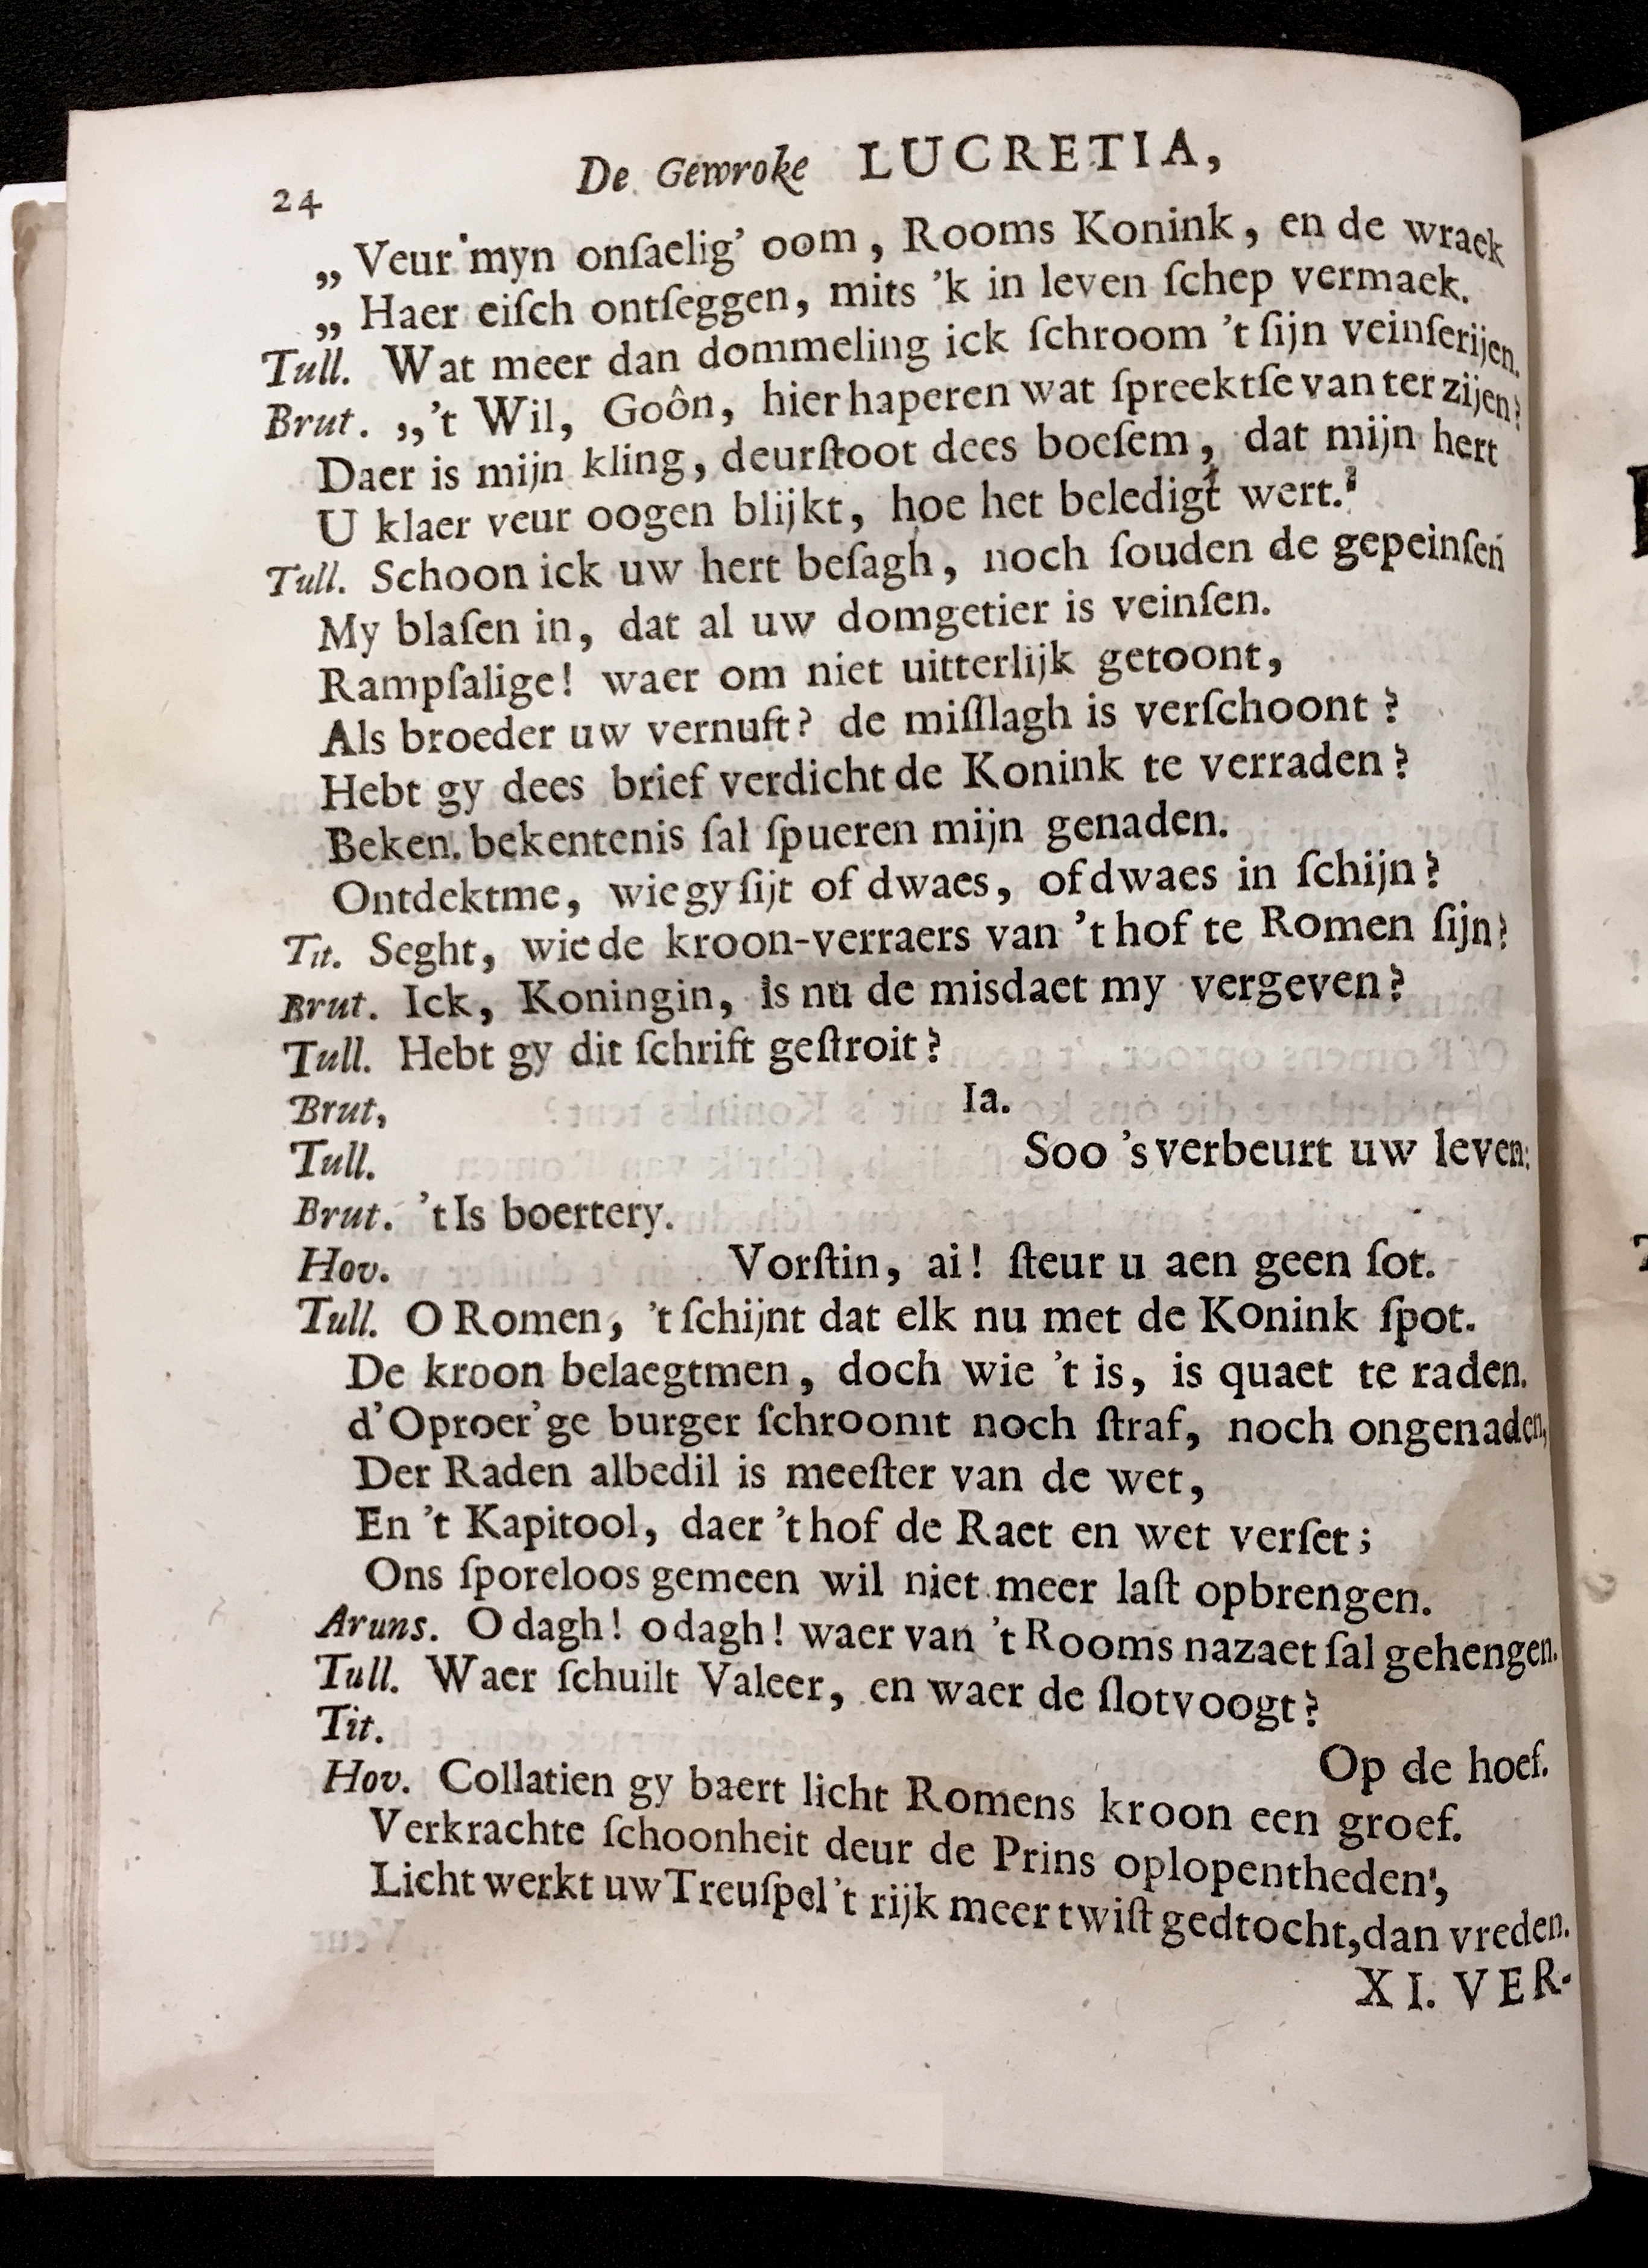 24 De Gewroke LUCRETIA,
„ Veur myn onſaelig’ oom, Rooms Konink, en de wraek
„ Haer eiſch ontſeggen, mits ’k in leven ſchep vermaek.
Tull. Wat meer dan dommeling ick ſchroom ’t ſijn veinſerijen.
Brut. „’t Wil, Goôn, hier haperen wat ſpreektſe van ter zijen?
Daer is mijn kling, deurſtoot dees boeſem, dat mijn hert
U klaer veur oogen blijkt, hoe het beledigt wert.
Tull. Schoon ick uw hert beſagh, noch ſouden de gepeinſen
My blaſen in, dat al uw domgetier is veinſen.
Rampſalige! waer om niet uitterlijk getoont,
Als broeder uw vernuft? de miſſlagh is verſchoont?
Hebt gy dees brief verdicht de Konink te verraden?
Beken. bekentenis ſal ſpueren mijn genaden.
Ontdektme, wie gy ſijt of dwaes, of dwaes in ſchijn?
Tit. Seght, wie de kroon-verraers van ’t hof te Romen ſijn?
Brut. Ick, Koningin, is nu de misdaet my vergeven?
Tull. Hebt gy dit ſchrift geſtroit?
Brut, Ia.
Tull. Soo ’s verbeurt uw leven:
Brut. ’t Is boertery.
Hov. Vorſtin, ai! ſteur u aen geen ſot.
Tull. O Romen, ’t ſchijnt dat elk nu met de Konink ſpot.
De kroon belaegtmen, doch wie ’t is, is quaet te raden.
d’Oproer’ge burger ſchroomt noch ſtraf, noch ongenaden,
Der Raden albedil is meeſter van de wet,
En ’t Kapitool, daer ’t hof de Raet en wet verſet;
Ons ſporeloos gemeen wil niet meer laſt opbrengen.
Aruns. O dagh! o dagh! waer van ’t Rooms nazaet ſal gehengen.
Tull. Waer ſchuilt Valeer, en waer de ſlotvoogt?
Tit. Op de hoef.
Hov. Collatien gy baert licht Romens kroon een groef.
Verkrachte ſchoonheit deur de Prins oplopentheden,
Licht werkt uw Treuſpel ’t rijk meer twiſt gedtocht, dan vreden.
XI. VER-